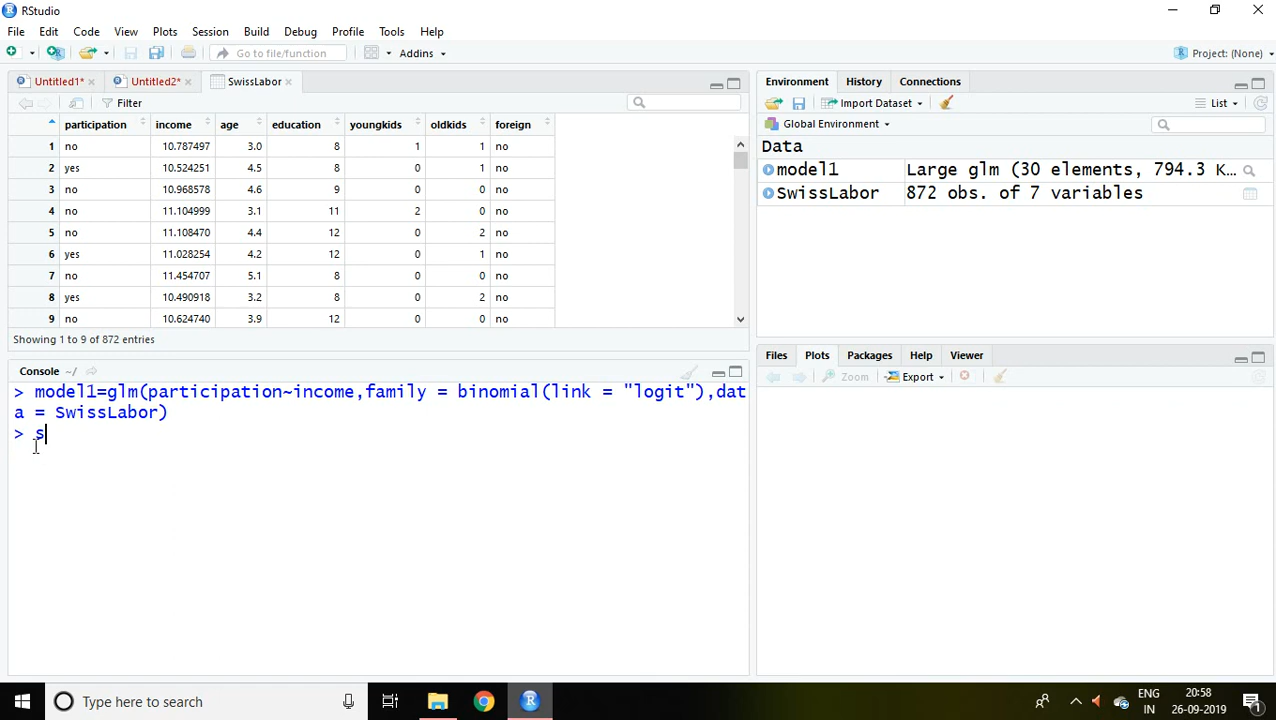 RStudio
File Edit Code View Plots Session Build Debug Profile Tools Help
Go to file/function Addins Project: (None)
Untitled1* Untitled2* SwissLabor
Filter
participation income age education youngkids oldkids foreign
1 no 10.787497 3.0 8 1 1 no
2 yes 10.524251 4.5 8 0 1 no
3 no 10.968578 4.6 9 0 0 no
4 no 11.104999 3.1 11 2 0 no
5 no 11.108470 4.4 12 0 2 no
6 yes 11.028254 4.2 12 0 1 no
7 no 11.454707 5.1 8 0 0 no
8 yes 10.490918 3.2 8 0 2 no
9 no 10.624740 3.9 12 0 0 no
Showing 1 to 9 of 872 entries
Console ~/
> model1=glm(participation~income,family = binomial(link = "logit"),dat
a = SwissLabor)
> s
Environment History Connections
Import Dataset List
Global Environment
Data
model1 Large glm (30 elements, 794.3 K…
SwissLabor 872 obs. of 7 variables
Files Plots Packages Help Viewer
Zoom Export
Type here to search
ENG
IN
20:58
26-09-2019
1